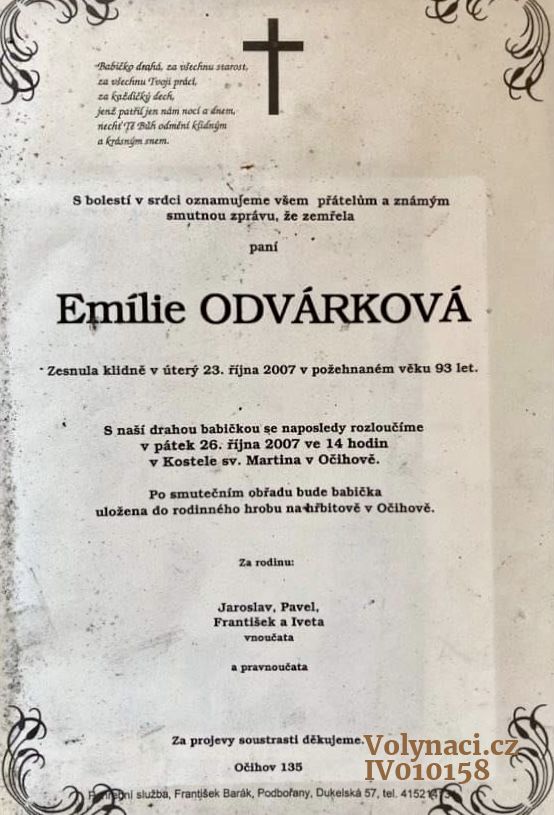 Babičko drahá, za všechnu starost,
za všechnu Tvoji práci,
za každičký dech,
jenž patřil jen nám nocí a dnem,
nechť Tě Bůh odmění klidným
a krásným snem.
S bolestí v srdci oznamujeme všem přátelům a známým
smutnou zprávu, že zemřela
paní
Emílie ODVÁRKOVÁ
Zesnula klidně v úterý 23. října 2007 v požehnaném věku 93 let.
S naší drahou babičkou se naposledy rozloučíme
v pátek 26. října 2007 ve 14 hodin
v Kostele sv. Martina v Očihově.
Po smutečním obřadu bude babička
uložena do rodinného hrobu na hřbitově v Očihově.
Za rodinu:
Jaroslav, Pavel,
František a Iveta
vnoučata
a pravnoučata
Za projevy soustrasti děkujeme.
Volynaci.cz
Očihov 135
IV010158
služba, František Barák, Podbořany, Dukelská 57, tel.